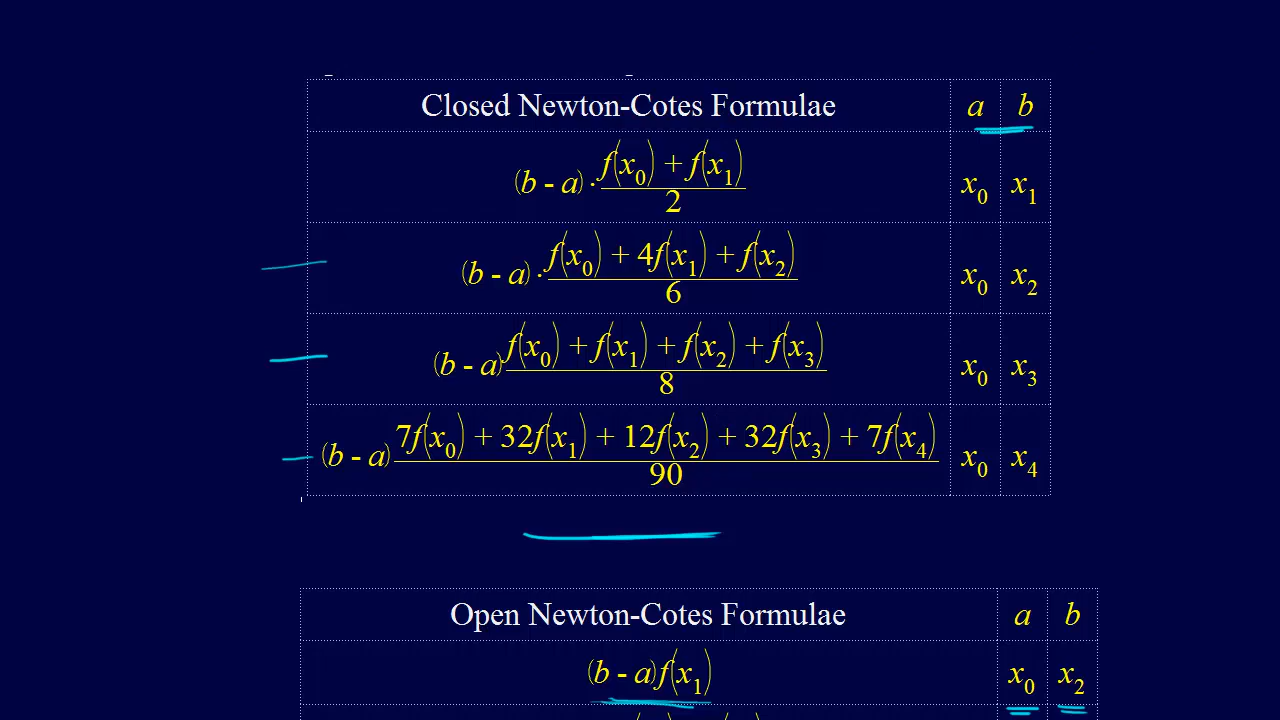 Closed Newton-Cotes Formulae a b
(b - a) · f(x₀) + f(x₁) / 2 x₀ x₁
(b - a) · f(x₀) + 4f(x₁) + f(x₂) / 6 x₀ x₂
(b - a) f(x₀) + f(x₁) + f(x₂) + f(x₃) / 8 x₀ x₃
(b - a) 7f(x₀) + 32f(x₁) + 12f(x₂) + 32f(x₃) + 7f(x₄) / 90 x₀ x₄
Open Newton-Cotes Formulae a b
(b - a)f(x₁) x₀ x₂